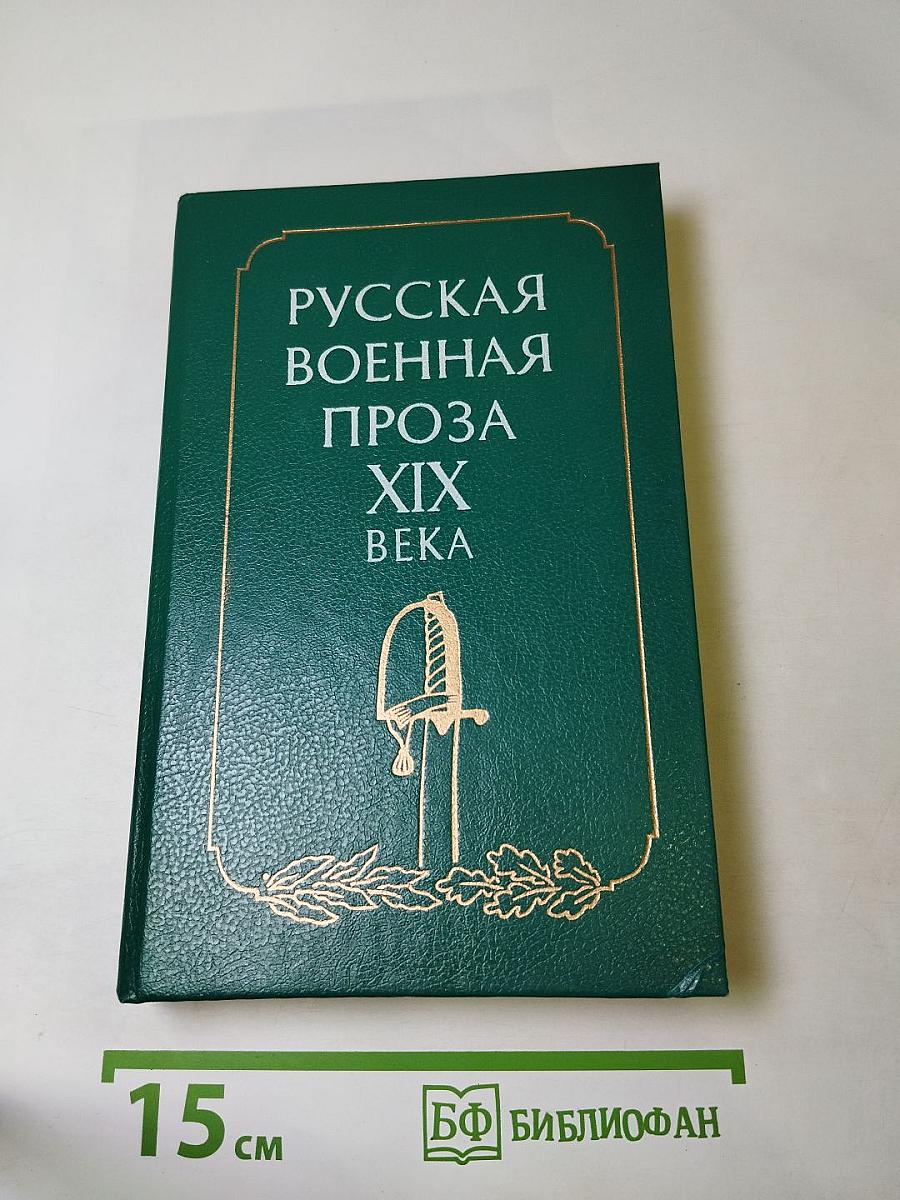 РУССКАЯ
ВОЕННАЯ
ПРОЗА
XIX
ВЕКА
15 см
БФ БИБЛИОФАН